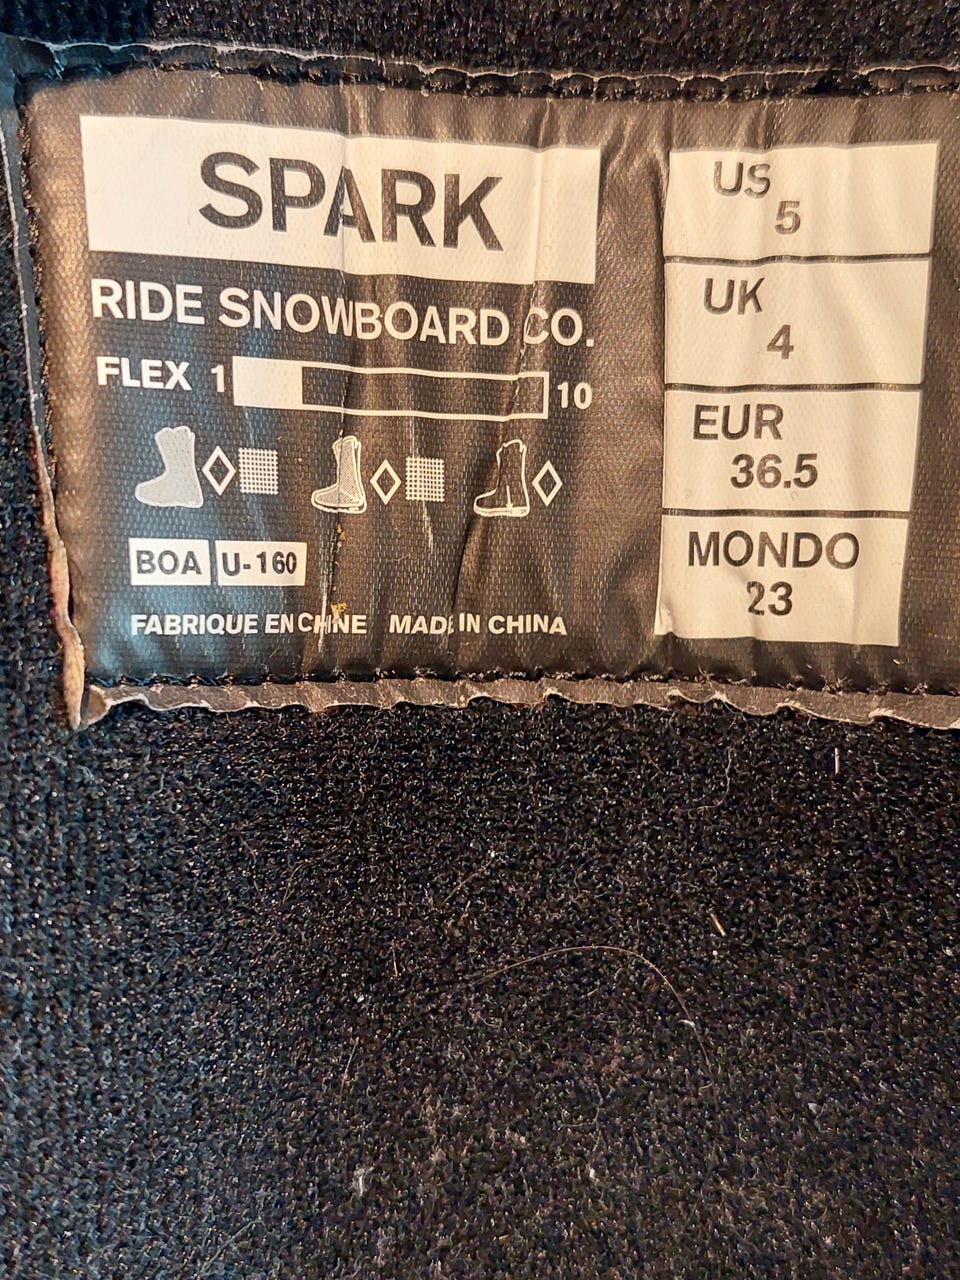 SPARK
RIDE SNOWBOARD CO.
FLEX 1 10
BOA U-160
FABRIQUE EN CHINE MADE IN CHINA
US
5
UK
4
EUR
36.5
MONDO
23